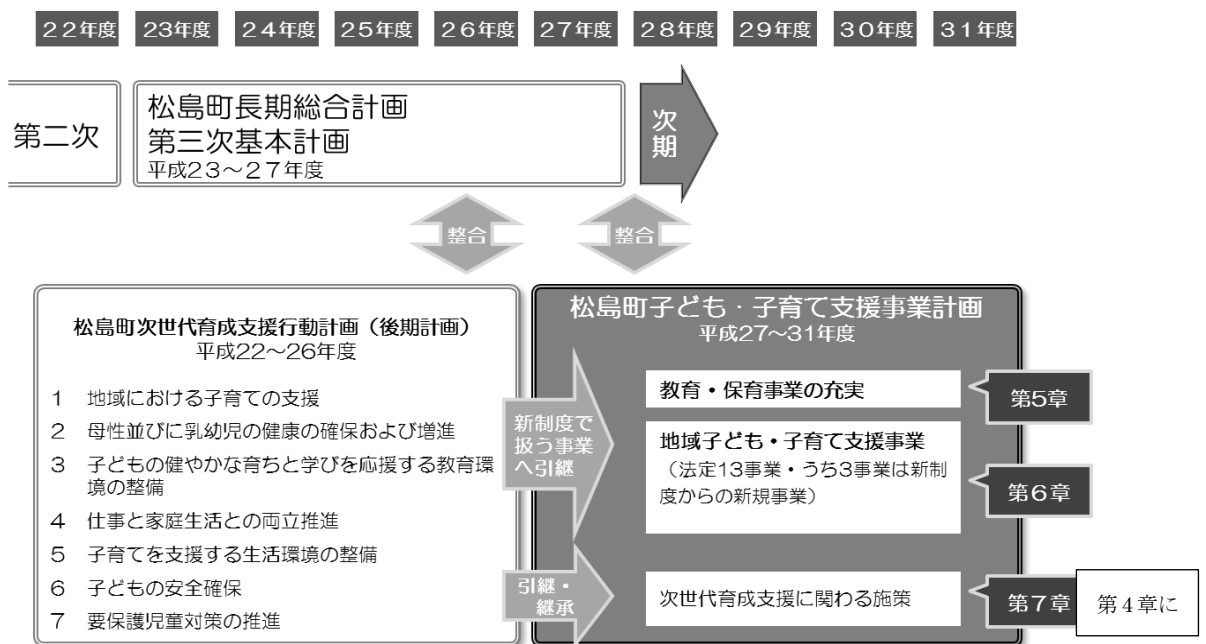 ２２年度 ２３年度 ２４年度 ２５年度 ２６年度 ２７年度 ２８年度 ２９年度 ３０年度 ３１年度
第二次
松島町長期総合計画
第三次基本計画
平成２３～２７年度
次期
整合 整合
松島町次世代育成支援行動計画（後期計画）
平成22～26年度
1 地域における子育ての支援
2 母性並びに乳幼児の健康の確保および増進
3 子どもの健やかな育ちと学びを応援する教育環
境の整備
4 仕事と家庭生活との両立推進
5 子育てを支援する生活環境の整備
6 子どもの安全確保
7 要保護児童対策の推進
新制度で
扱う事業
へ引継
引継・
継承
松島町子ども・子育て支援事業計画
平成27～31年度
教育・保育事業の充実
第5章
地域子ども・子育て支援事業
（法定13事業・うち3事業は新制
度からの新規事業）
第６章
次世代育成支援に関わる施策
第７章
第４章に